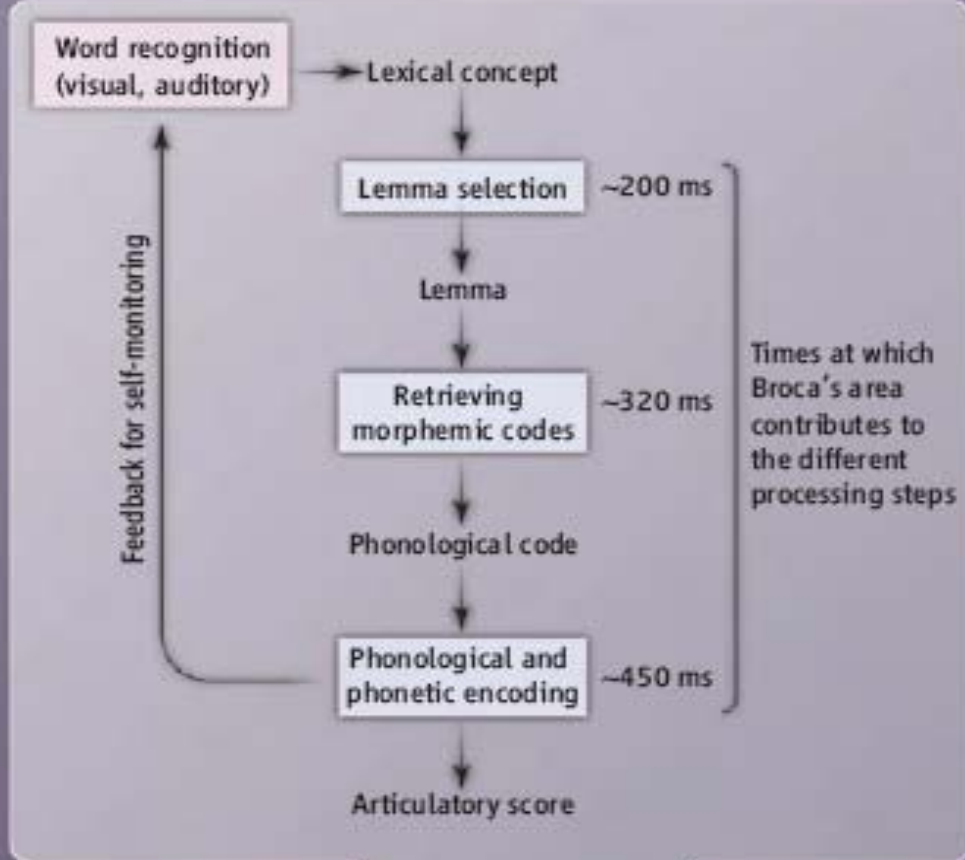 Word recognition
(visual, auditory)
Lexical concept
Lemma selection
~200 ms
Lemma
Retrieving
morphemic codes
~320 ms
Phonological code
Phonological and
phonetic encoding
~450 ms
Articulatory score
Feedback for self-monitoring
Times at which
Broca's area
contributes to
the different
processing steps